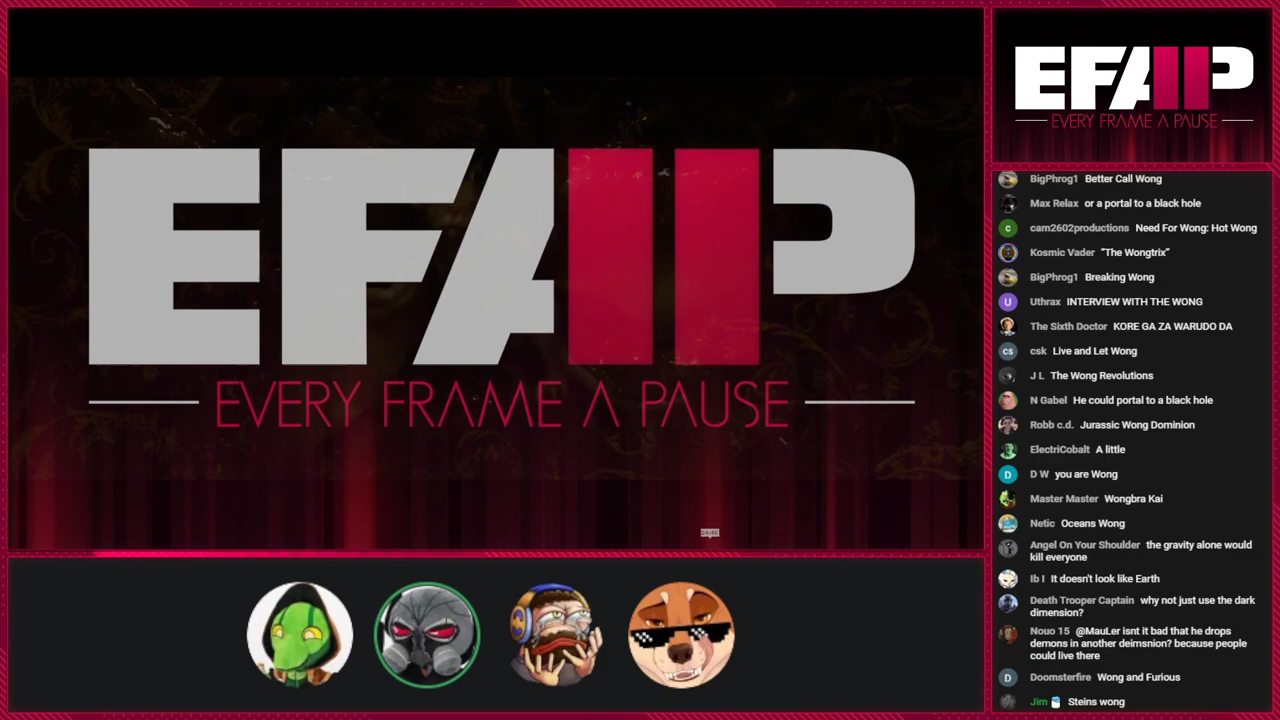 EFAP
EVERY FRAME A PAUSE
EFAP
EVERY FRAME A PAUSE
BigPhrog1 Better Call Wong
Max Relax or a portal to a black hole
c cam2602productions Need For Wong: Hot Wong
Kosmic Vader “The Wongtrix”
BigPhrog1 Breaking Wong
U Uthrax INTERVIEW WITH THE WONG
The Sixth Doctor KORE GA ZA WARUDO DA
cs csk Live and Let Wong
J L The Wong Revolutions
N Gabel He could portal to a black hole
Robb c.d. Jurassic Wong Dominion
ElectriCobalt A little
D D W you are Wong
Master Master Wongbra Kai
Netic Oceans Wong
Angel On Your Shoulder the gravity alone would
kill everyone
Ib I It doesn't look like Earth
Death Trooper Captain why not just use the dark
dimension?
Nouo 15 @MauLer isnt it bad that he drops
demons in another deimsnion? because people
could live there
D Doomsterfire Wong and Furious
Jim Steins wong